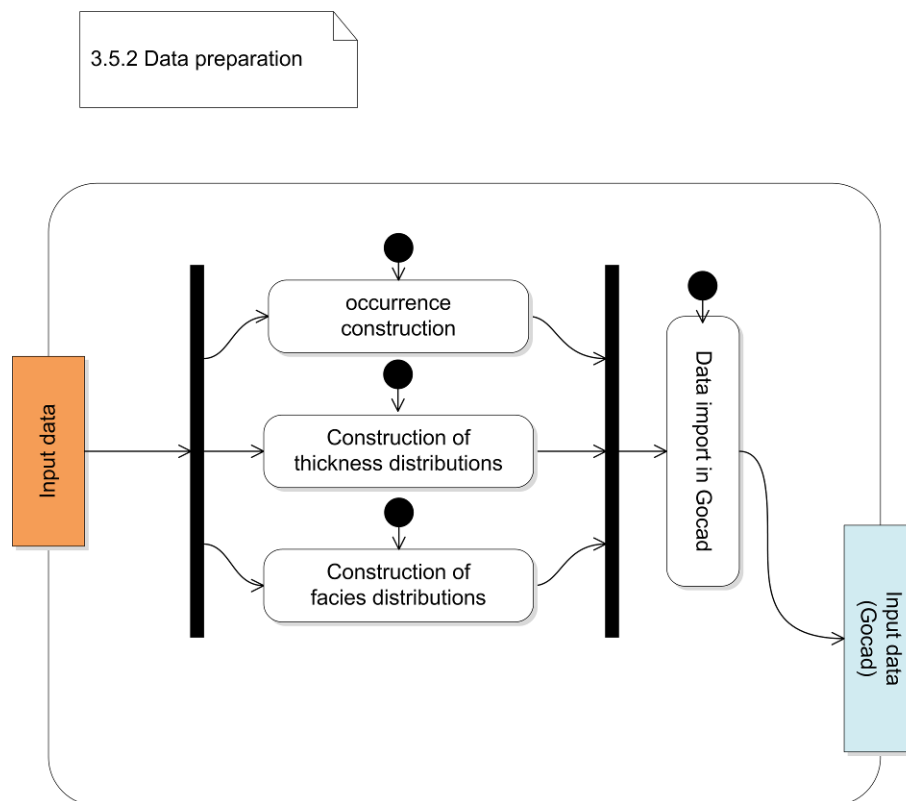 3.5.2 Data preparation
Input data
occurrence
construction
Construction of
thickness distributions
Construction of
facies distributions
Data import in Gocad
Input data
(Gocad)